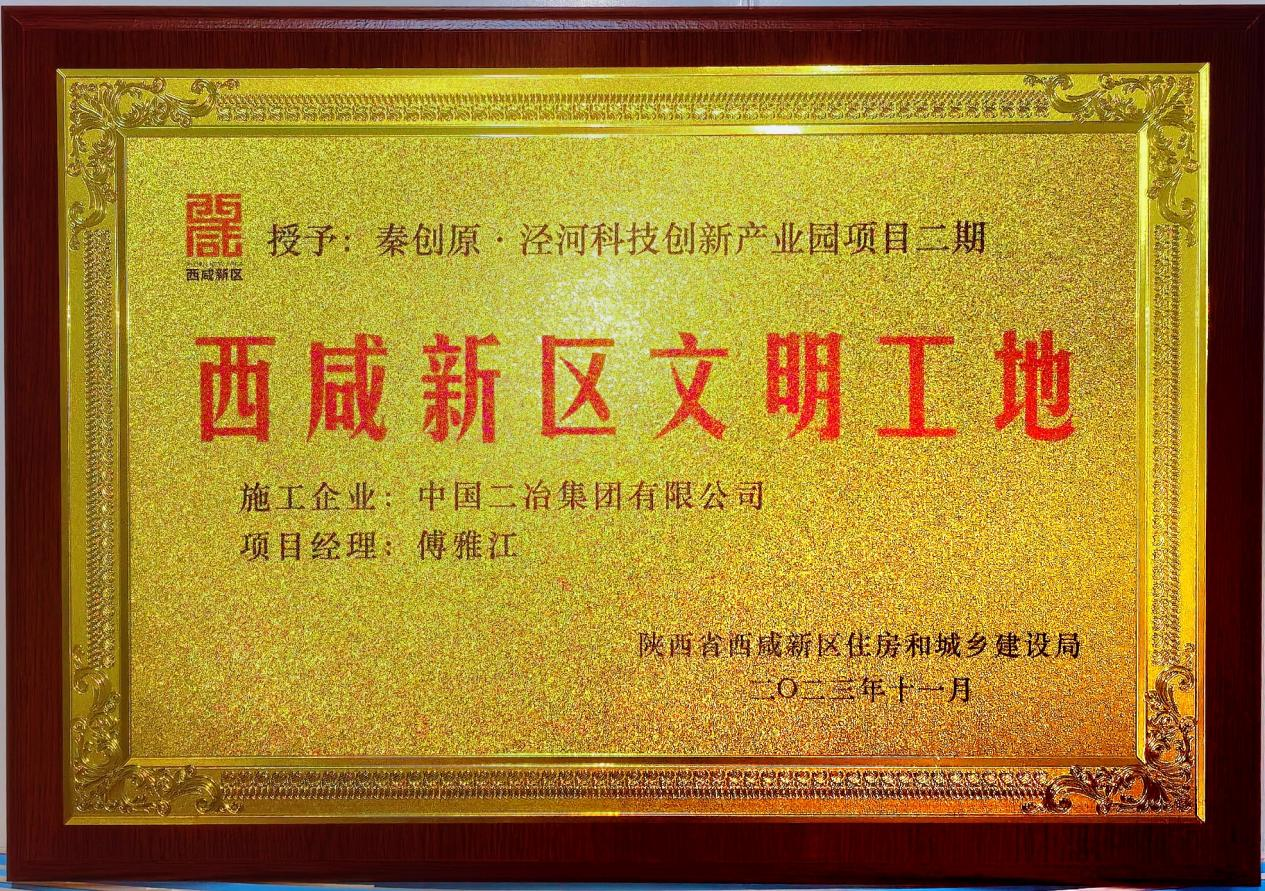 西咸
西咸新区
授予：秦创原·泾河科技创新产业园项目二期
西咸新区文明工地
施工企业：中国二冶集团有限公司
项目经理：傅雅江
陕西省西咸新区住房和城乡建设局
二〇二三年十一月